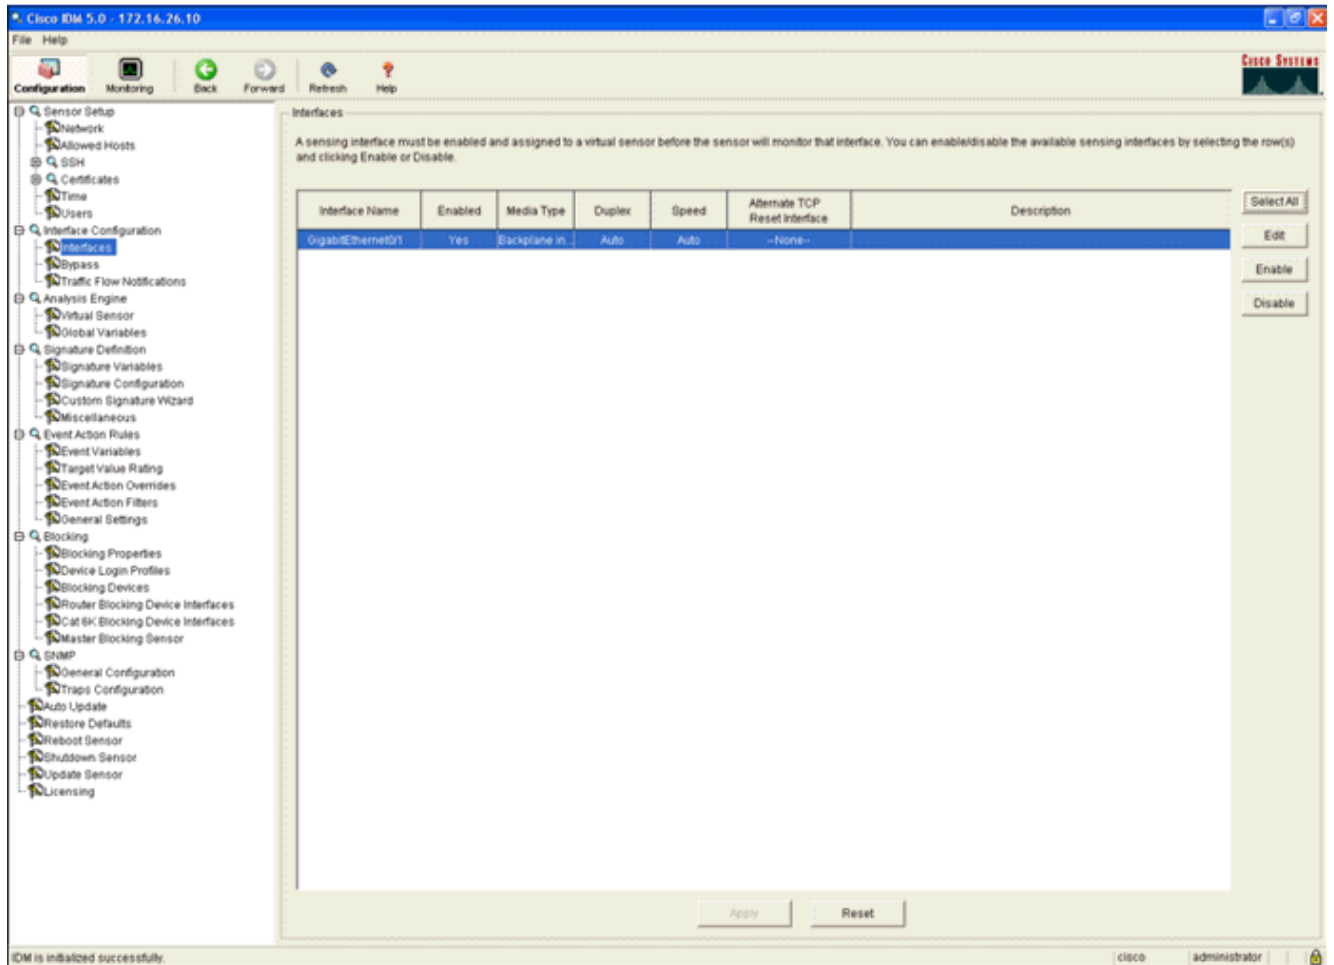 Cisco IDM 5.0 - 172.16.26.10
File Help
Configuration Monitoring Back Forward Refresh Help
CISCO SYSTEMS
Sensor Setup
Network
Allowed Hosts
SSH
Certificates
Time
Users
Interface Configuration
Interfaces
Bypass
Traffic Flow Notifications
Analysis Engine
Virtual Sensor
Global Variables
Signature Definition
Signature Variables
Signature Configuration
Custom Signature Wizard
Miscellaneous
Event Action Rules
Event Variables
Target Value Rating
Event Action Overrides
Event Action Filters
General Settings
Blocking
Blocking Properties
Device Login Profiles
Blocking Devices
Router Blocking Device Interfaces
Cat 6K Blocking Device Interfaces
Master Blocking Sensor
SNMP
General Configuration
Traps Configuration
Auto Update
Restore Defaults
Reboot Sensor
Shutdown Sensor
Update Sensor
Licensing
Interfaces
A sensing interface must be enabled and assigned to a virtual sensor before the sensor will monitor that interface. You can enable/disable the available sensing interfaces by selecting the row(s)
and clicking Enable or Disable.
Interface Name Enabled Media Type Duplex Speed Alternate TCP Reset Interface Description
GigabitEthernet0/1 Yes Backplane in... Auto Auto --None--
Select All
Edit
Enable
Disable
Apply Reset
IDM is initialized successfully. cisco administrator